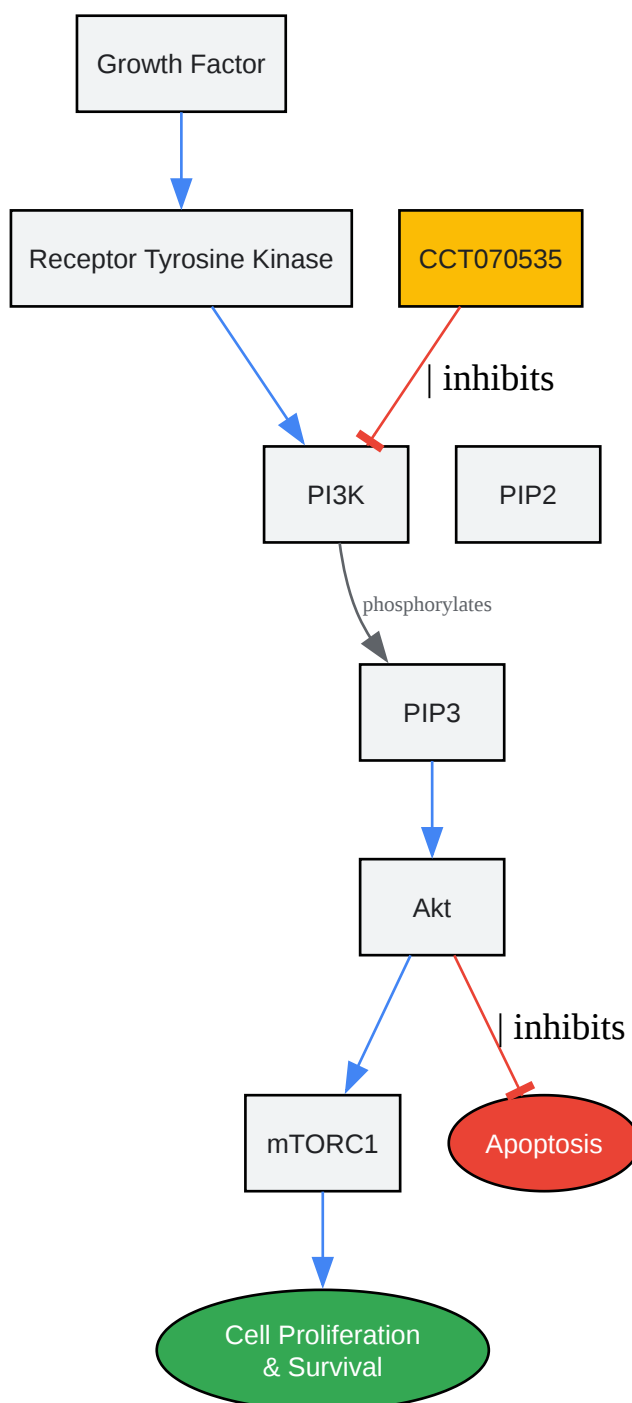 Growth Factor
Receptor Tyrosine Kinase
CCT070535
| inhibits
PI3K
PIP2
phosphorylates
PIP3
Akt
| inhibits
mTORC1
Apoptosis
Cell Proliferation
& Survival